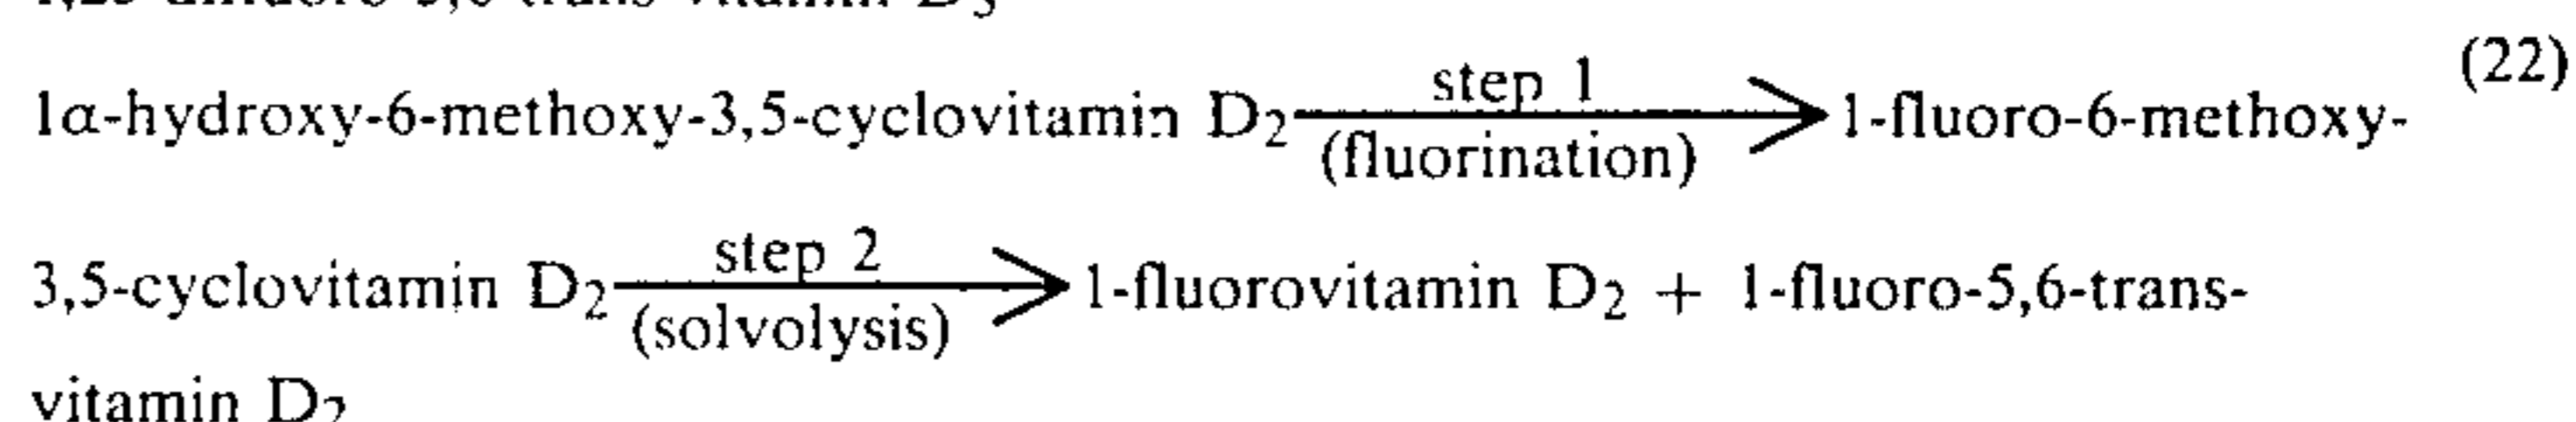 (22)
step 1
1α-hydroxy-6-methoxy-3,5-cyclovitamin D₂ ⟶ 1-fluoro-6-methoxy-
(fluorination)
step 2
3,5-cyclovitamin D₂ ⟶ 1-fluorovitamin D₂ + 1-fluoro-5,6-trans-
(solvolysis)
vitamin D₂